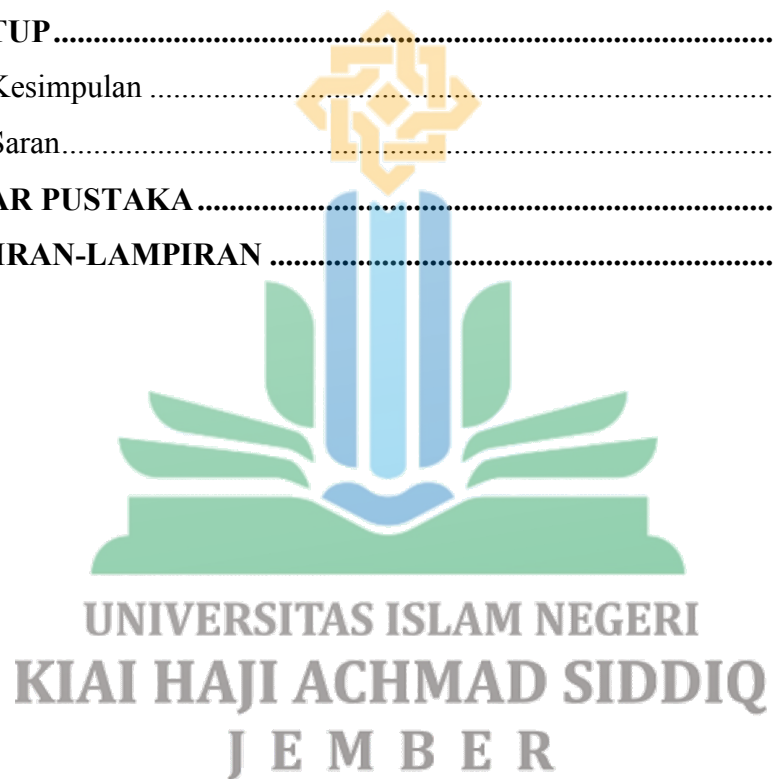 TUP
Kesimpulan
Saran
AR PUSTAKA
IRAN-LAMPIRAN
UNIVERSITAS ISLAM NEGERI
KIAI HAJI ACHMAD SIDDIQ
J E M B E R